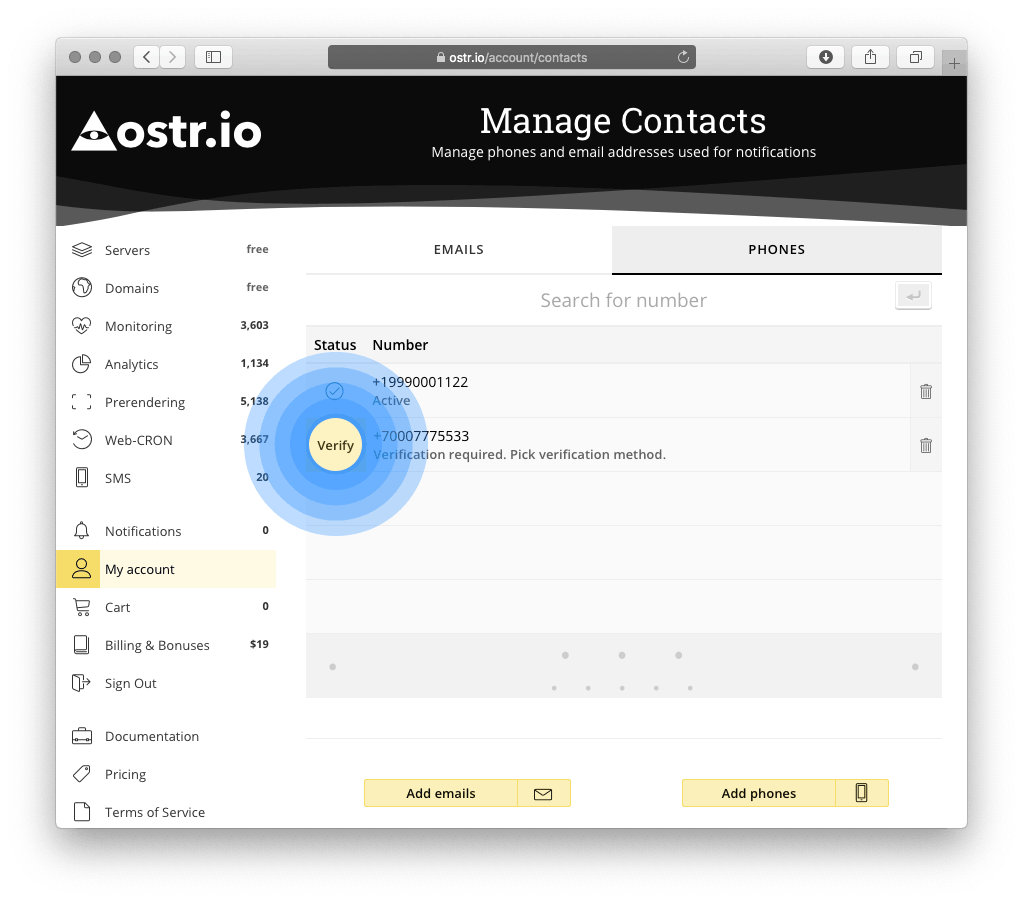 ostr.io/account/contacts
ostr.io
Manage Contacts
Manage phones and email addresses used for notifications
Servers free
Domains free
Monitoring 3,603
Analytics 1,134
Prerendering 5,138
Web-CRON 3,667
SMS 20
Notifications 0
My account
Cart 0
Billing & Bonuses $19
Sign Out
Documentation
Pricing
Terms of Service
EMAILS PHONES
Search for number
Status Number
+19990001122
Active
Verify
+70007775533
Verification required. Pick verification method.
Add emails Add phones